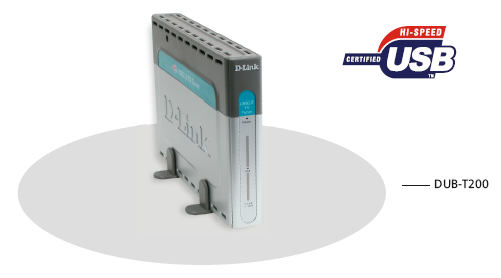 HI-SPEED
CERTIFIED
USB
TM
D-Link
D-Link
DUB-T200